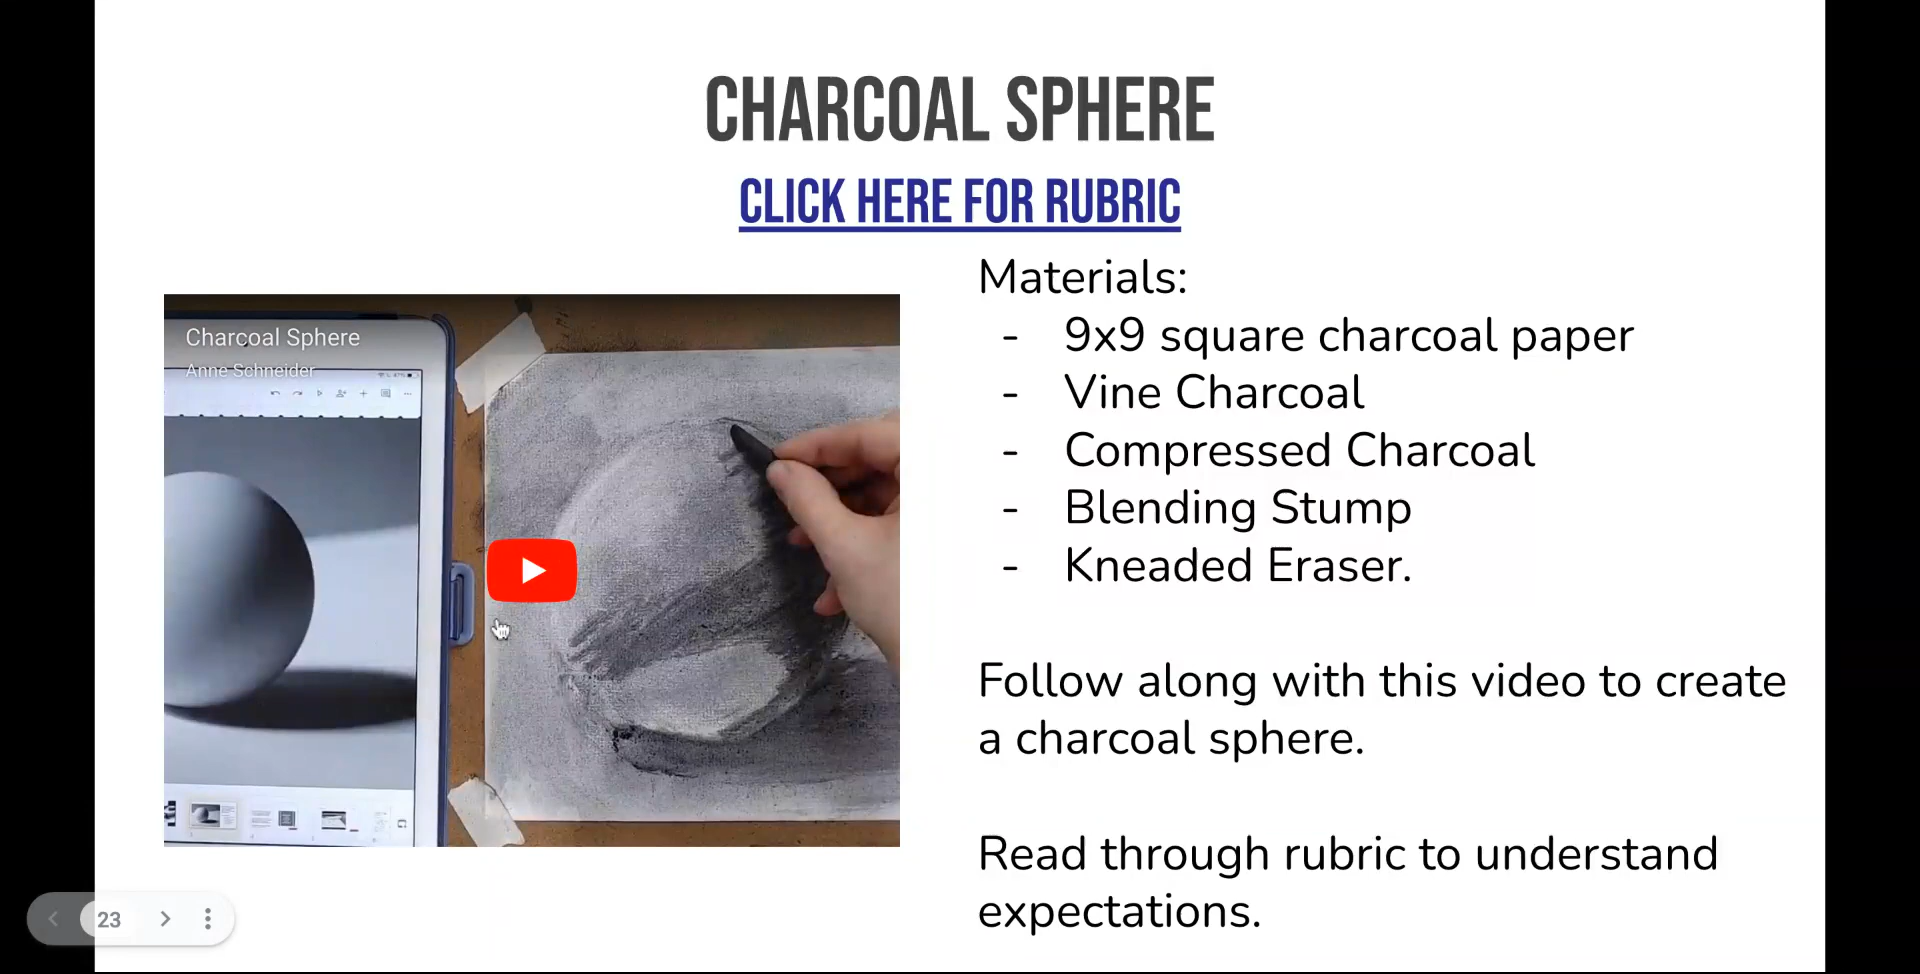 CHARCOAL SPHERE
CLICK HERE FOR RUBRIC
Charcoal Sphere
Anne Schneider
Materials:
- 9x9 square charcoal paper
- Vine Charcoal
- Compressed Charcoal
- Blending Stump
- Kneaded Eraser.
Follow along with this video to create
a charcoal sphere.
Read through rubric to understand
expectations.
23